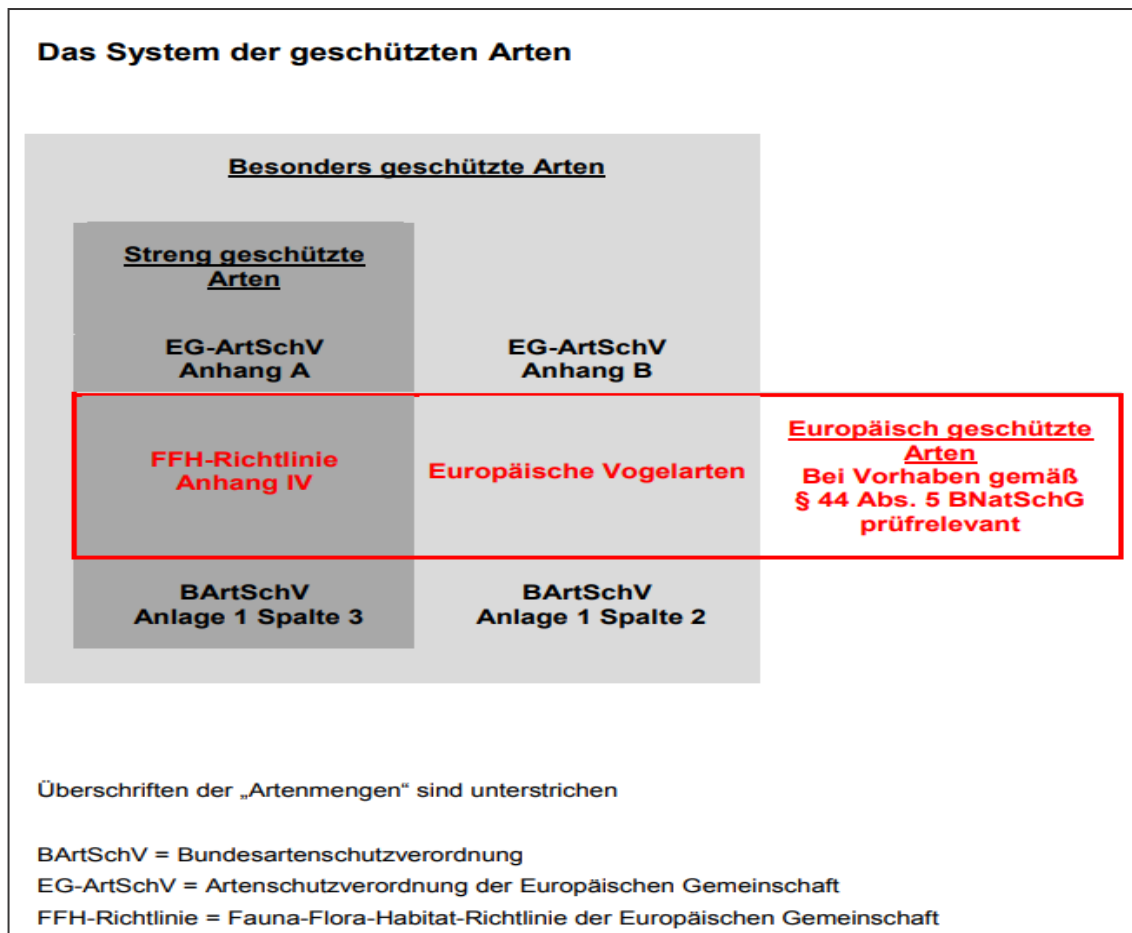 Das System der geschützten Arten
Besonders geschützte Arten
Streng geschützte
Arten
EG-ArtSchV
Anhang A
EG-ArtSchV
Anhang B
FFH-Richtlinie
Anhang IV
Europäische Vogelarten
Europäisch geschützte
Arten
Bei Vorhaben gemäß
§ 44 Abs. 5 BNatSchG
prüfrelevant
BArtSchV
Anlage 1 Spalte 3
BArtSchV
Anlage 1 Spalte 2
Überschriften der „Artenmengen“ sind unterstrichen
BArtSchV = Bundesartenschutzverordnung
EG-ArtSchV = Artenschutzverordnung der Europäischen Gemeinschaft
FFH-Richtlinie = Fauna-Flora-Habitat-Richtlinie der Europäischen Gemeinschaft